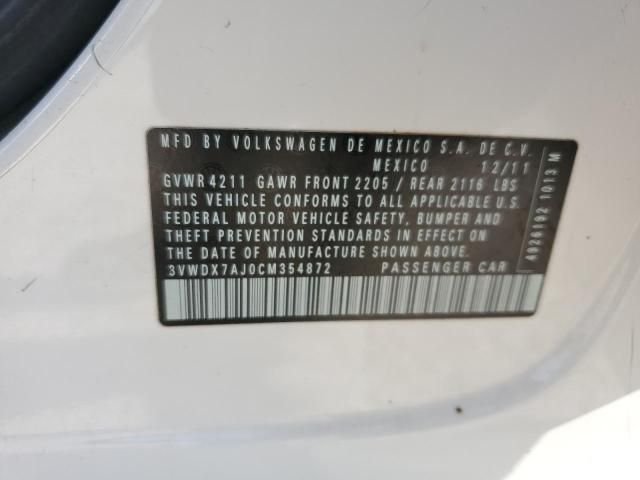 MFD BY VOLKSWAGEN DE MEXICO S.A. DE C.V.
MEXICO 12/11
GVWR 4211 GAWR FRONT 2205 / REAR 2116 LBS
THIS VEHICLE CONFORMS TO ALL APPLICABLE U.S.
FEDERAL MOTOR VEHICLE SAFETY, BUMPER AND
THEFT PREVENTION STANDARDS IN EFFECT ON
THE DATE OF MANUFACTURE SHOWN ABOVE.
3VWDX7AJ0CM354872 PASSENGER CAR
4926192 1013 M